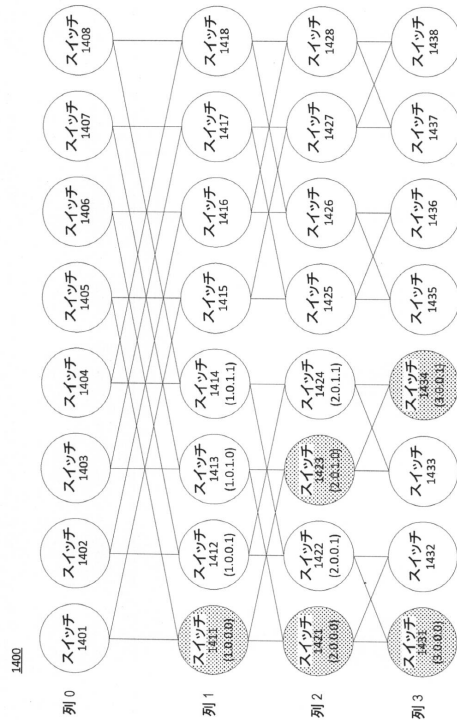 1400
列 0
スイッチ
1401
スイッチ
1402
スイッチ
1403
スイッチ
1404
スイッチ
1405
スイッチ
1406
スイッチ
1407
スイッチ
1408
列 1
スイッチ
1411
(1.0.0.0)
スイッチ
1412
(1.0.0.1)
スイッチ
1413
(1.0.1.0)
スイッチ
1414
(1.0.1.1)
スイッチ
1415
スイッチ
1416
スイッチ
1417
スイッチ
1418
列 2
スイッチ
1421
(2.0.0.0)
スイッチ
1422
(2.0.0.1)
スイッチ
1423
(2.0.1.0)
スイッチ
1424
(2.0.1.1)
スイッチ
1425
スイッチ
1426
スイッチ
1427
スイッチ
1428
列 3
スイッチ
1431
(3.0.0.0)
スイッチ
1432
スイッチ
1433
スイッチ
1434
(3.0.0.1)
スイッチ
1435
スイッチ
1436
スイッチ
1437
スイッチ
1438